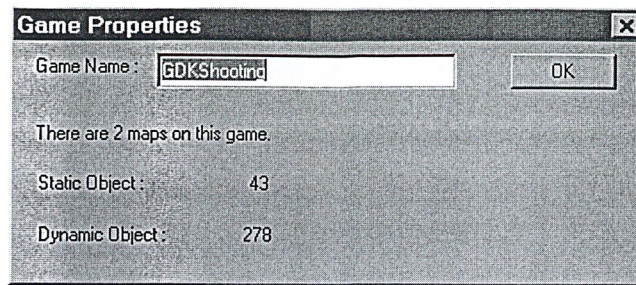 Game Properties
Game Name : GDKShooting OK
There are 2 maps on this game.
Static Object : 43
Dynamic Object : 278